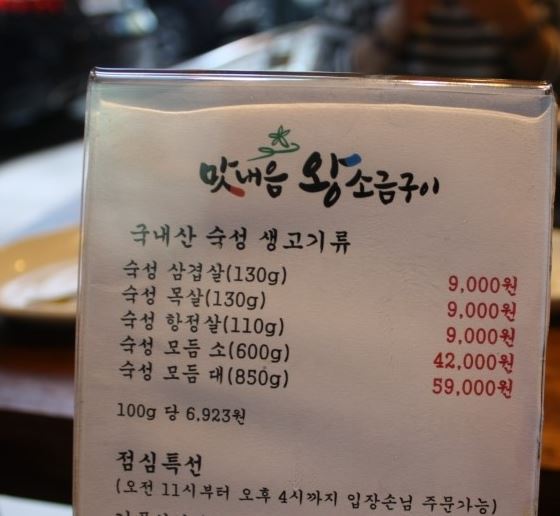 맛내음 왕소금구이
국내산 숙성 생고기류
숙성 삼겹살(130g) 9,000원
숙성 목살(130g) 9,000원
숙성 항정살(110g) 9,000원
숙성 모듬 소(600g) 42,000원
숙성 모듬 대(850g) 59,000원
100g 당 6,923원
점심특선
(오전 11시부터 오후 4시까지 입장손님 주문가능)